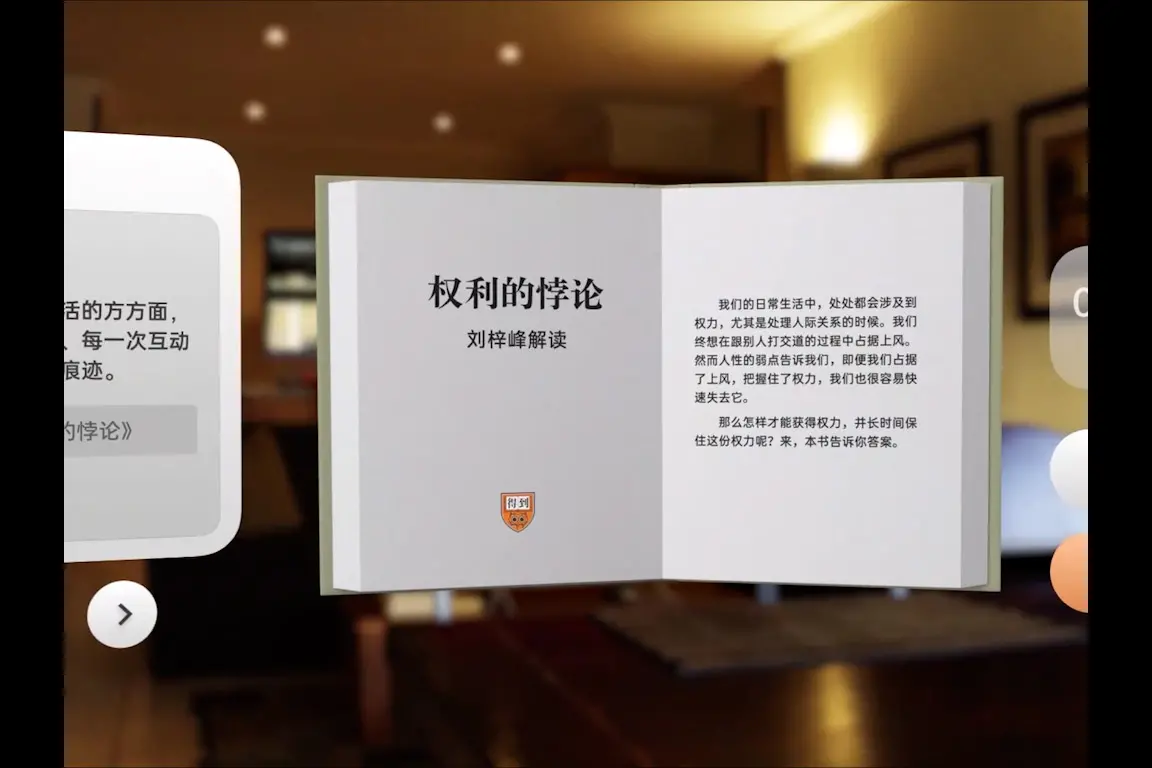 活的方方面，
、每一次互动
痕迹。
的悖论》
权利的悖论
刘梓峰解读
得到
我们的日常生活中，处处都会涉及到
权力，尤其是处理人际关系的时候。我们
终想在跟别人打交道的过程中占据上风。
然而人性的弱点告诉我们，即便我们占据
了上风，把握住了权力，我们也很容易快
速失去它。
那么怎样才能获得权力，并长时间保
住这份权力呢？来，本书告诉你答案。